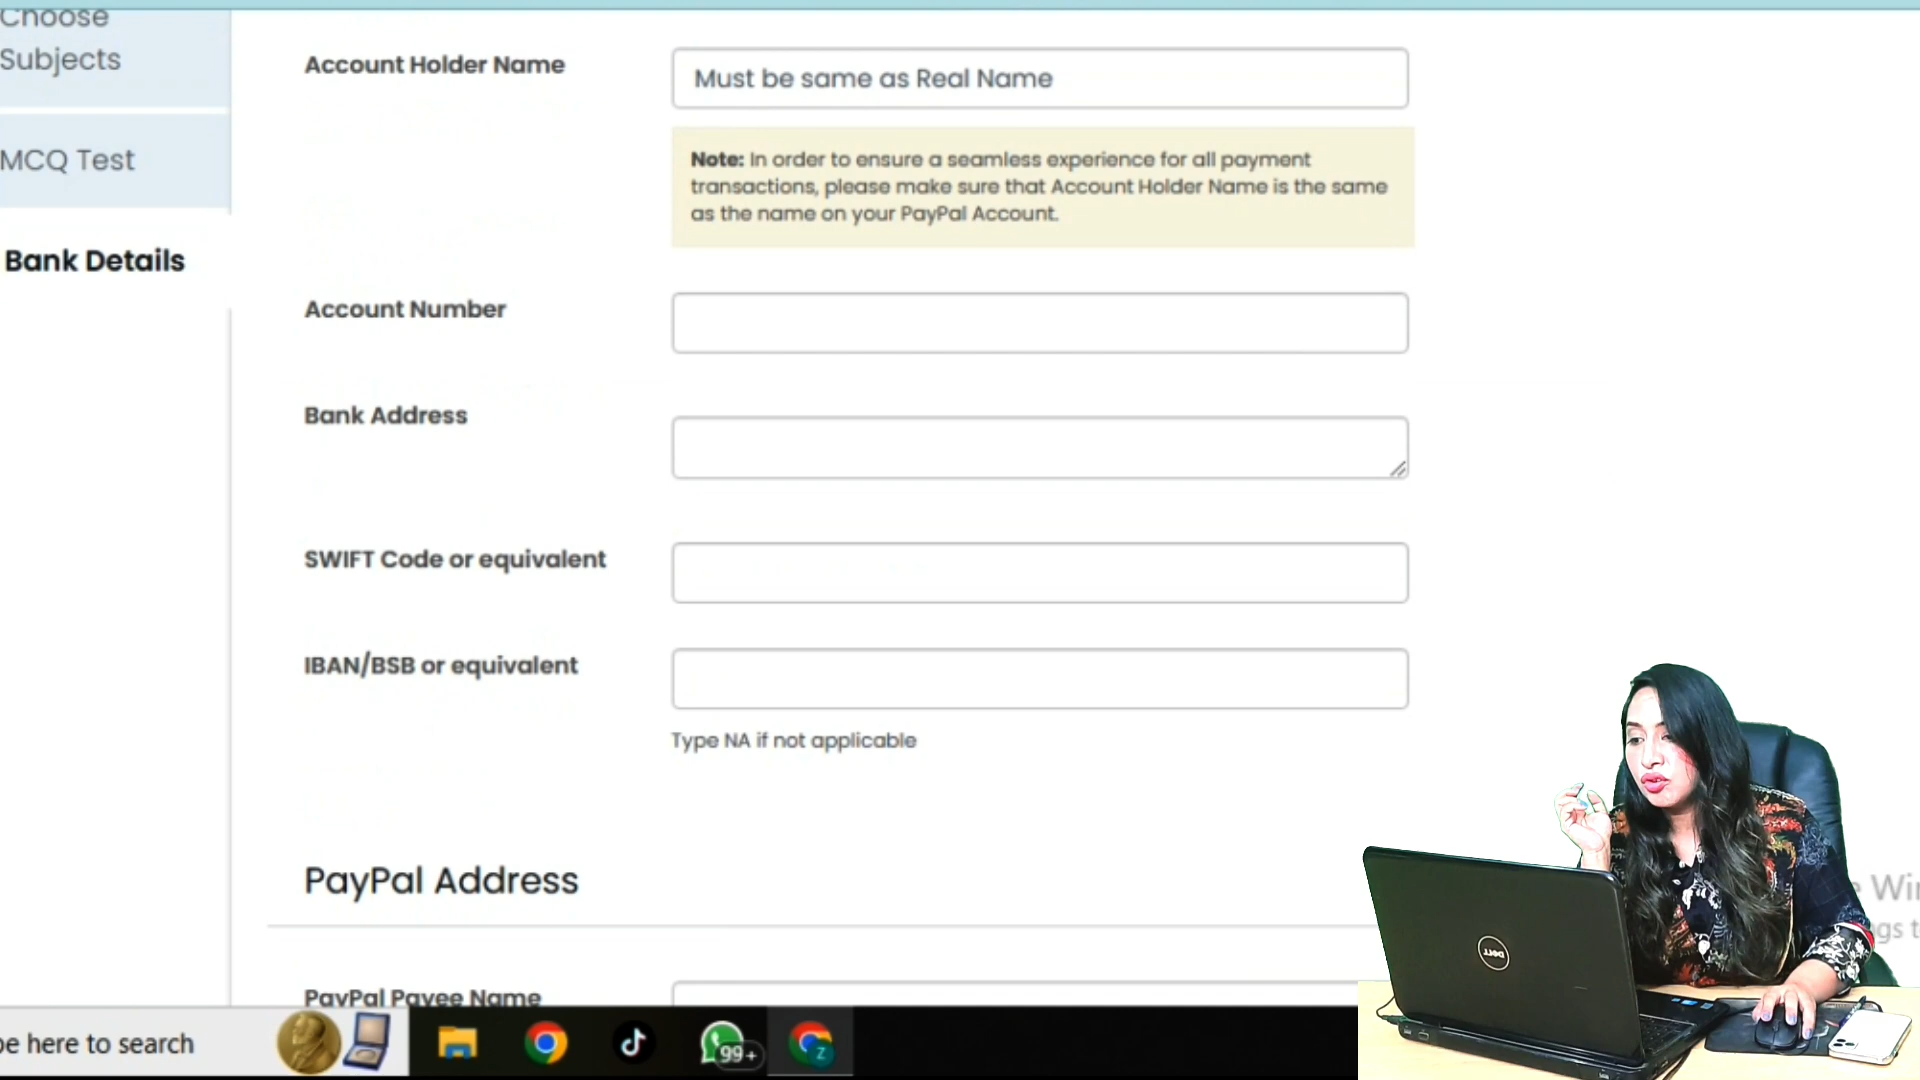 Choose
Subjects
MCQ Test
Bank Details
Account Holder Name
Must be same as Real Name
Note: In order to ensure a seamless experience for all payment
transactions, please make sure that Account Holder Name is the same
as the name on your PayPal Account.
Account Number
Bank Address
SWIFT Code or equivalent
IBAN/BSB or equivalent
Type NA if not applicable
PayPal Address
PayPal Payee Name
here to search
99+
Z
DELL